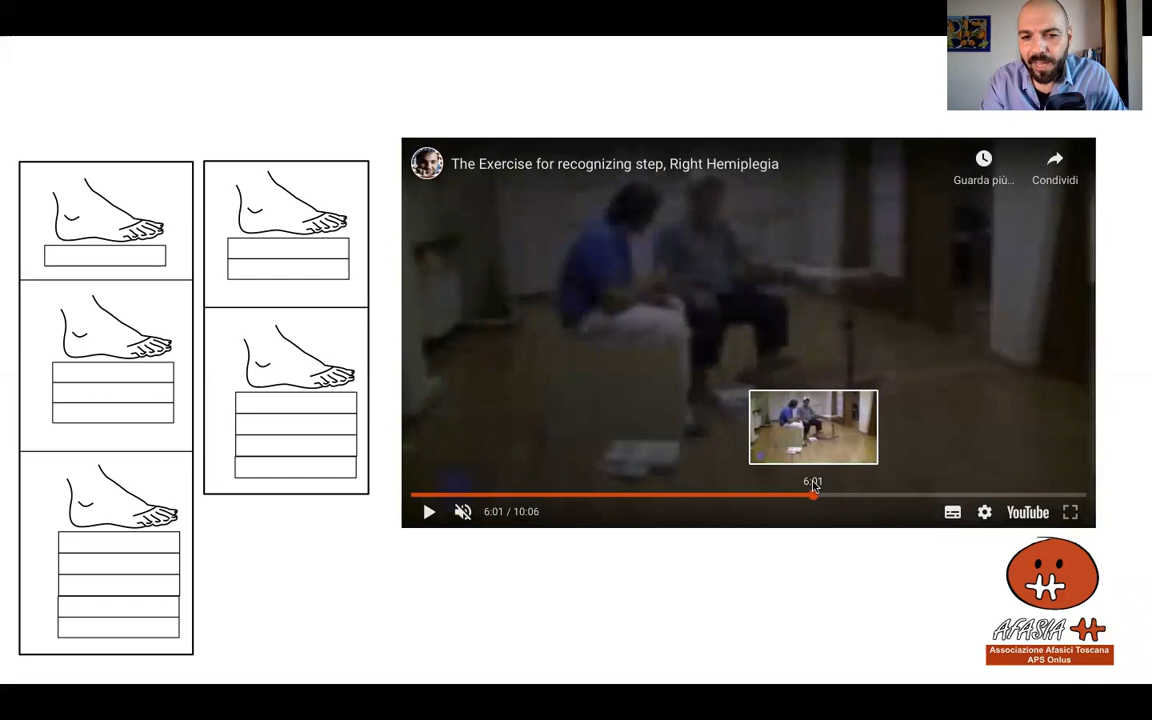 The Exercise for recognizing step, Right Hemiplegia
Guarda più...
Condividi
6:01
6:01 / 10:06
YouTube
AFASIA
Associazione Afasici Toscana
APS Onlus